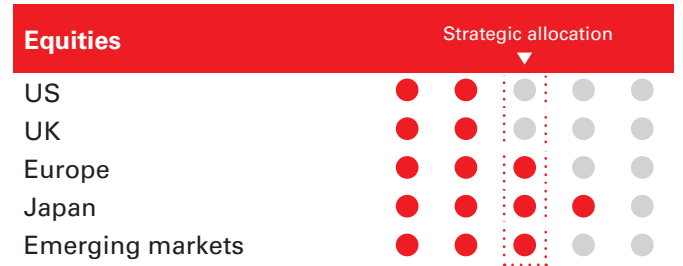 Equities
Strategic allocation
US
UK
Europe
Japan
Emerging markets